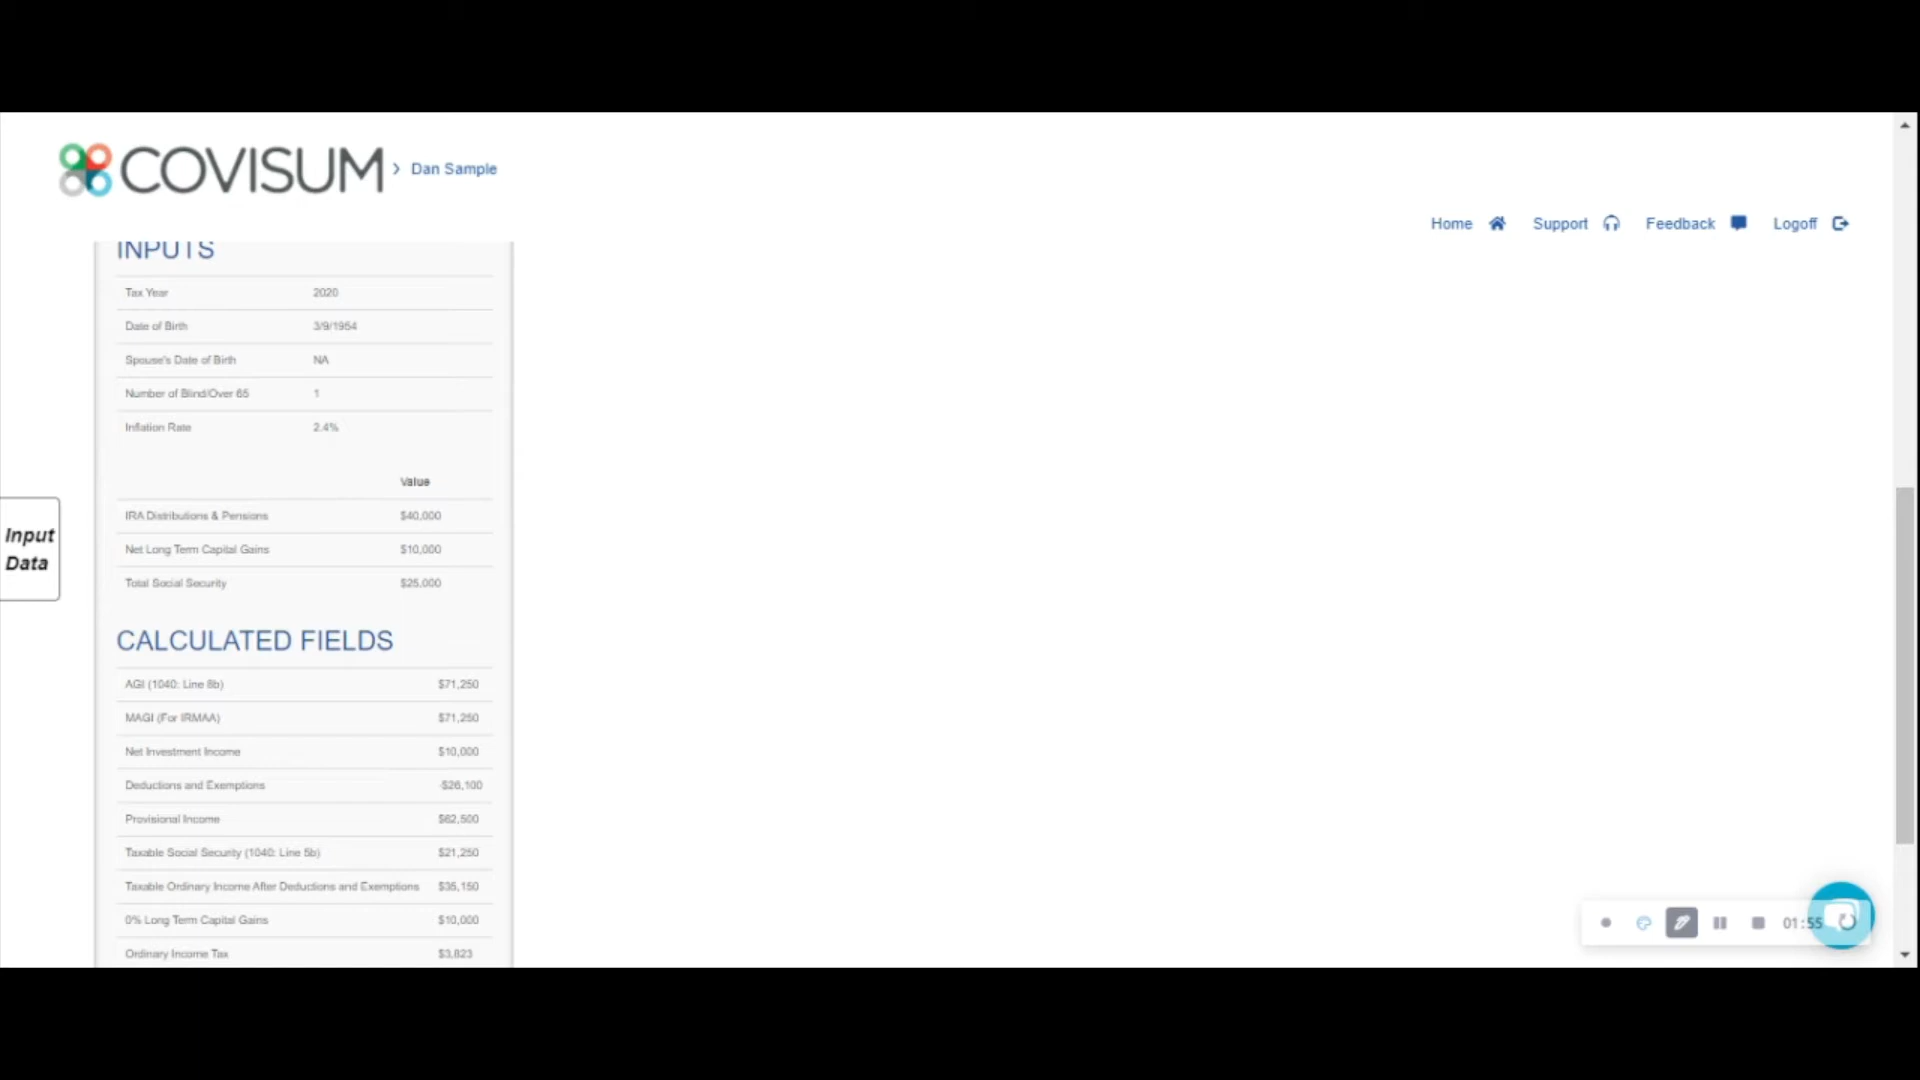 COVISUM › Dan Sample
Home Support Feedback Logoff
INPUTS
Tax Year 2020
Date of Birth 3/9/1954
Spouse's Date of Birth NA
Number of Blind/Over 65 1
Inflation Rate 2.4%
Value
IRA Distributions & Pensions $40,000
Net Long Term Capital Gains $10,000
Total Social Security $25,000
Input
Data
CALCULATED FIELDS
AGI (1040: Line 8b) $71,250
MAGI (For IRMAA) $71,250
Net Investment Income $10,000
Deductions and Exemptions -$26,100
Provisional Income $62,500
Taxable Social Security (1040: Line 5b) $21,250
Taxable Ordinary Income After Deductions and Exemptions $35,150
0% Long Term Capital Gains $10,000
Ordinary Income Tax $3,823
01:55